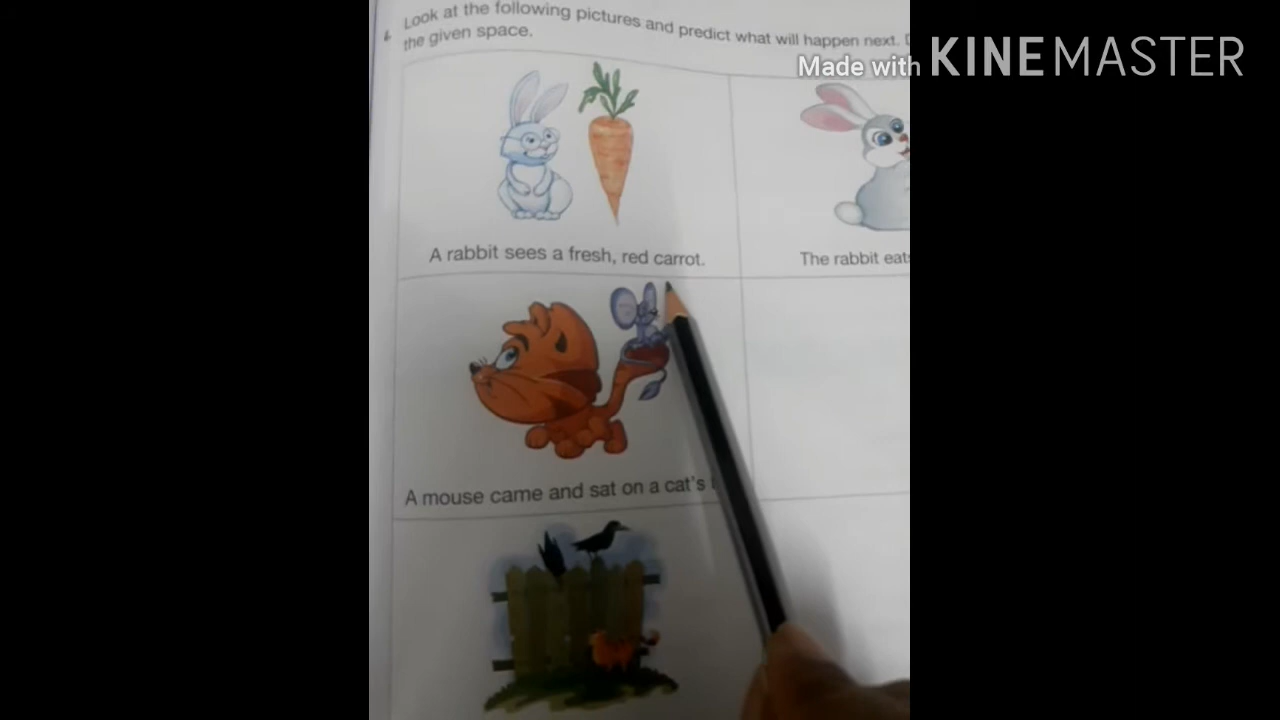 Look at the following pictures and predict what will happen next.
the given space.
Made with KINEMASTER
A rabbit sees a fresh, red carrot.
The rabbit eats
A mouse came and sat on a cat's